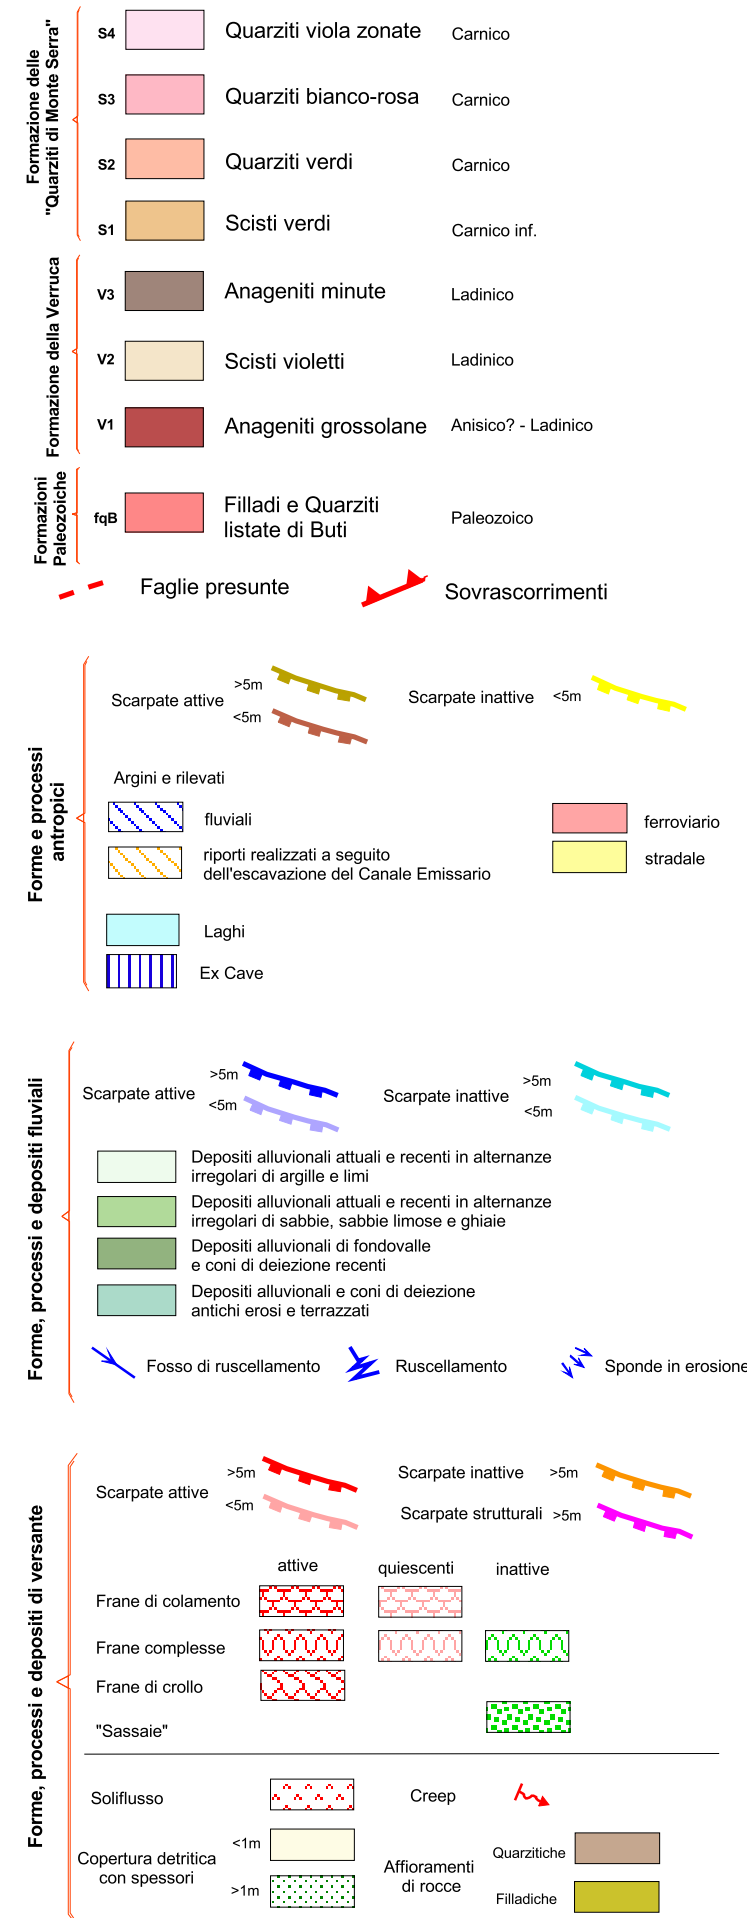 Formazione delle
"Quarziti di Monte Serra"
S4 Quarziti viola zonate Carnico
S3 Quarziti bianco-rosa Carnico
S2 Quarziti verdi Carnico
S1 Scisti verdi Carnico inf.
Formazione della Verruca
V3 Anageniti minute Ladinico
V2 Scisti violetti Ladinico
V1 Anageniti grossolane Anisico? - Ladinico
Formazioni
Paleozoiche
fqB Filladi e Quarziti
listate di Buti
Paleozoico
Faglie presunte Sovrascorrimenti
Forme e processi
antropici
Scarpate attive >5m
<5m
Scarpate inattive <5m
Argini e rilevati
fluviali
ferroviario
riporti realizzati a seguito
dell'escavazione del Canale Emissario
stradale
Laghi
Ex Cave
Forme, processi e depositi fluviali
Scarpate attive >5m
<5m
Scarpate inattive >5m
<5m
Depositi alluvionali attuali e recenti in alternanze
irregolari di argille e limi
Depositi alluvionali attuali e recenti in alternanze
irregolari di sabbie, sabbie limose e ghiaie
Depositi alluvionali di fondovalle
e coni di deiezione recenti
Depositi alluvionali e coni di deiezione
antichi erosi e terrazzati
Fosso di ruscellamento Ruscellamento Sponde in erosione
Forme, processi e depositi di versante
Scarpate attive >5m
<5m
Scarpate inattive >5m
Scarpate strutturali >5m
attive quiescenti inattive
Frane di colamento
Frane complesse
Frane di crollo
"Sassaie"
Soliflusso Creep
Copertura detritica
con spessori
<1m
>1m
Affioramenti
di rocce
Quarzitiche
Filladiche